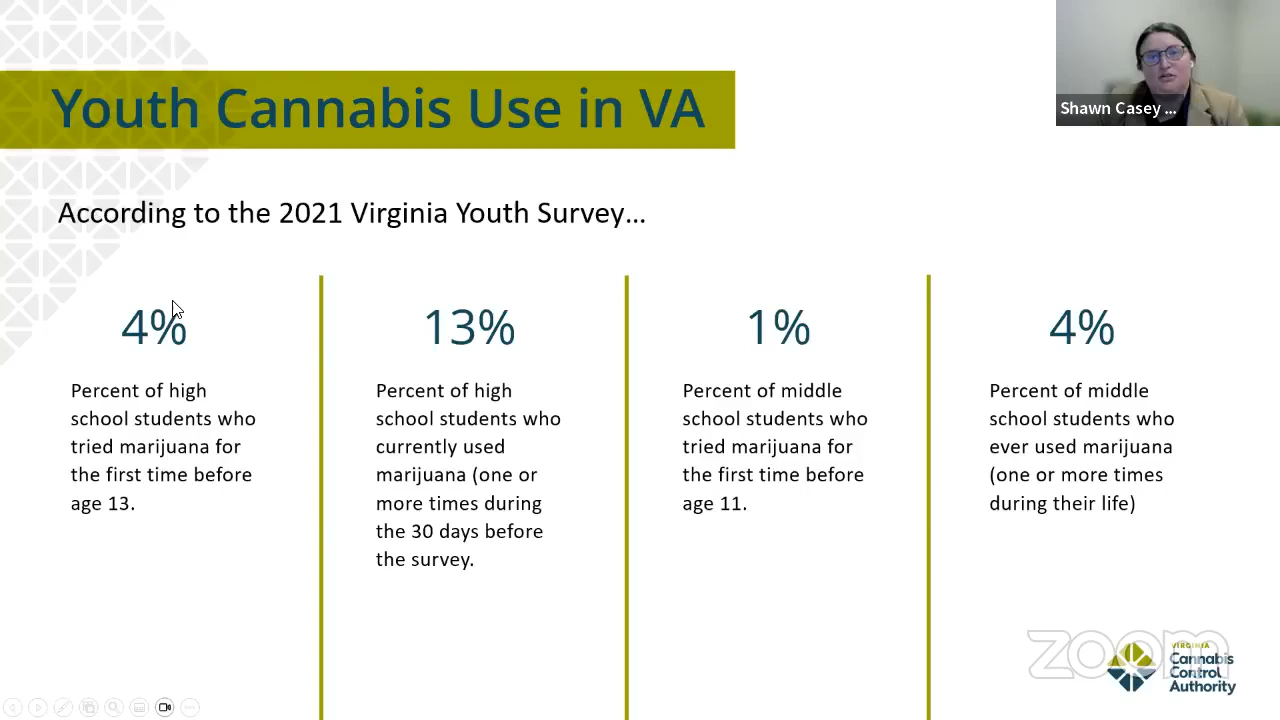 Youth Cannabis Use in VA
Shawn Casey ...
According to the 2021 Virginia Youth Survey...
4%
Percent of high
school students who
tried marijuana for
the first time before
age 13.
13%
Percent of high
school students who
currently used
marijuana (one or
more times during
the 30 days before
the survey.
1%
Percent of middle
school students who
tried marijuana for
the first time before
age 11.
4%
Percent of middle
school students who
ever used marijuana
(one or more times
during their life)
zoom
VIRGINIA
Cannabis
Control
Authority